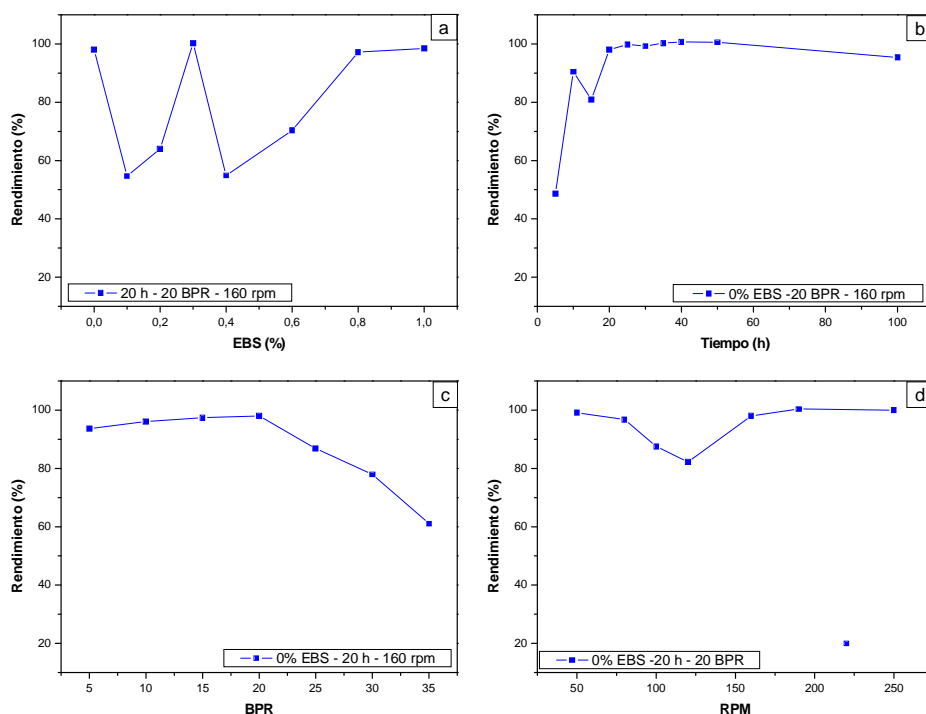 a
Rendimiento (%)
100
80
60
40
20
20 h - 20 BPR - 160 rpm
0,0 0,2 0,4 0,6 0,8 1,0
EBS (%)
b
Rendimiento (%)
100
80
60
40
20
0% EBS -20 BPR - 160 rpm
0 20 40 60 80 100
Tiempo (h)
c
Rendimiento (%)
100
80
60
40
20
0% EBS - 20 h - 160 rpm
5 10 15 20 25 30 35
BPR
d
Rendimiento (%)
100
80
60
40
20
0% EBS -20 h - 20 BPR
50 100 150 200 250
RPM